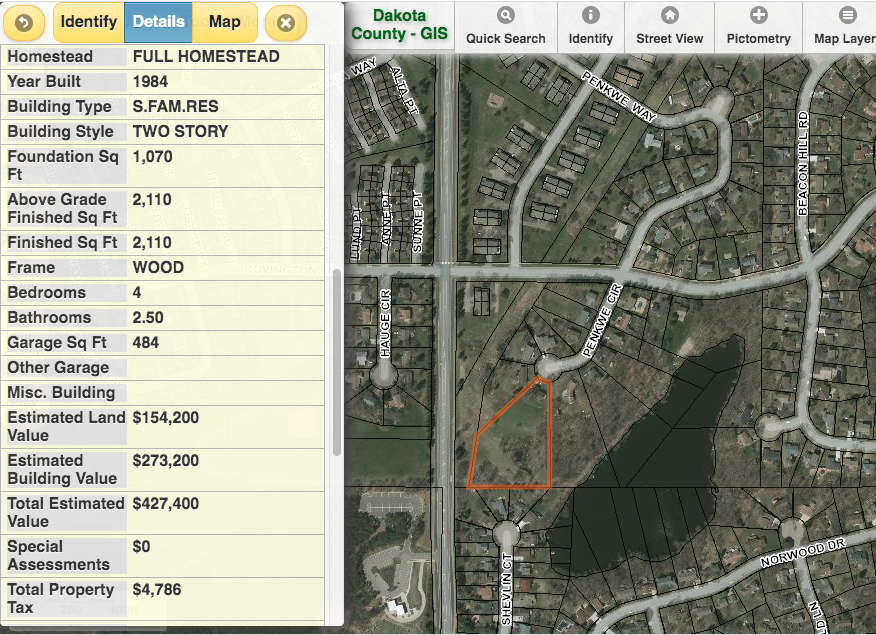 Identify Details Map
Dakota
County - GIS
Quick Search
Identify
Street View
Pictometry
Map Layer
Homestead FULL HOMESTEAD
Year Built 1984
Building Type S.FAM.RES
Building Style TWO STORY
Foundation Sq 1,070
Ft
Above Grade 2,110
Finished Sq Ft
Finished Sq Ft 2,110
Frame WOOD
Bedrooms 4
Bathrooms 2.50
Garage Sq Ft 484
Other Garage
Misc. Building
Estimated Land $154,200
Value
Estimated $273,200
Building Value
Total Estimated $427,400
Value
Special $0
Assessments
Total Property $4,786
Tax
WAY
ALTA PT
PENKWE WAY
BEACON HILL RD
LUND PT
ANNE PT
SUNNE PT
HAUGE CIR
PENKWE CIR
SHEVLIN CT
NORWOOD DR
D LN